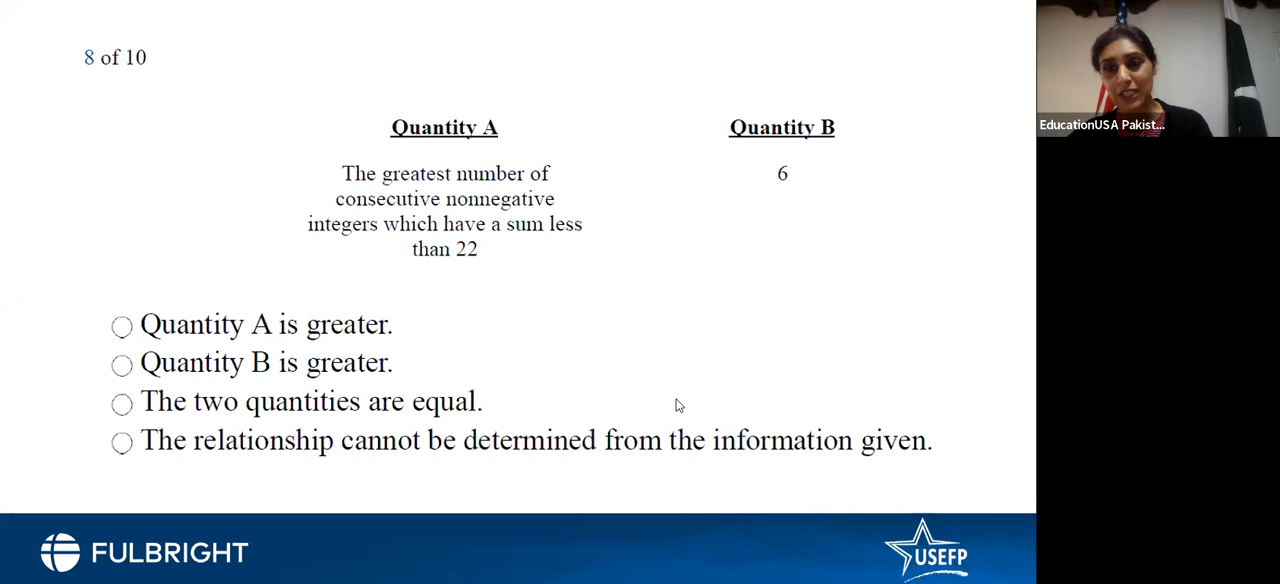 8 of 10
Quantity A
Quantity B
The greatest number of
consecutive nonnegative
integers which have a sum less
than 22
6
Quantity A is greater.
Quantity B is greater.
The two quantities are equal.
The relationship cannot be determined from the information given.
FULBRIGHT
USEFP
EducationUSA Pakist...